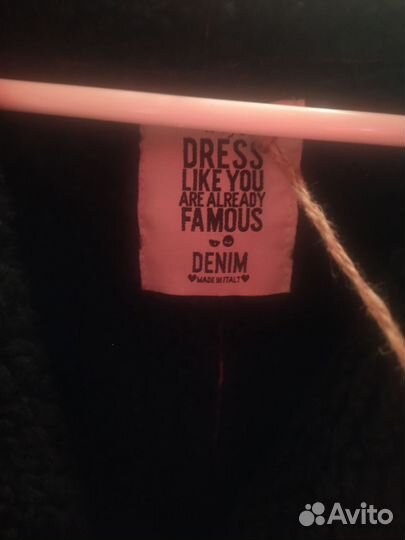 DRESS
LIKE YOU
ARE ALREADY
FAMOUS
DENIM
MADE IN ITALY
Avito